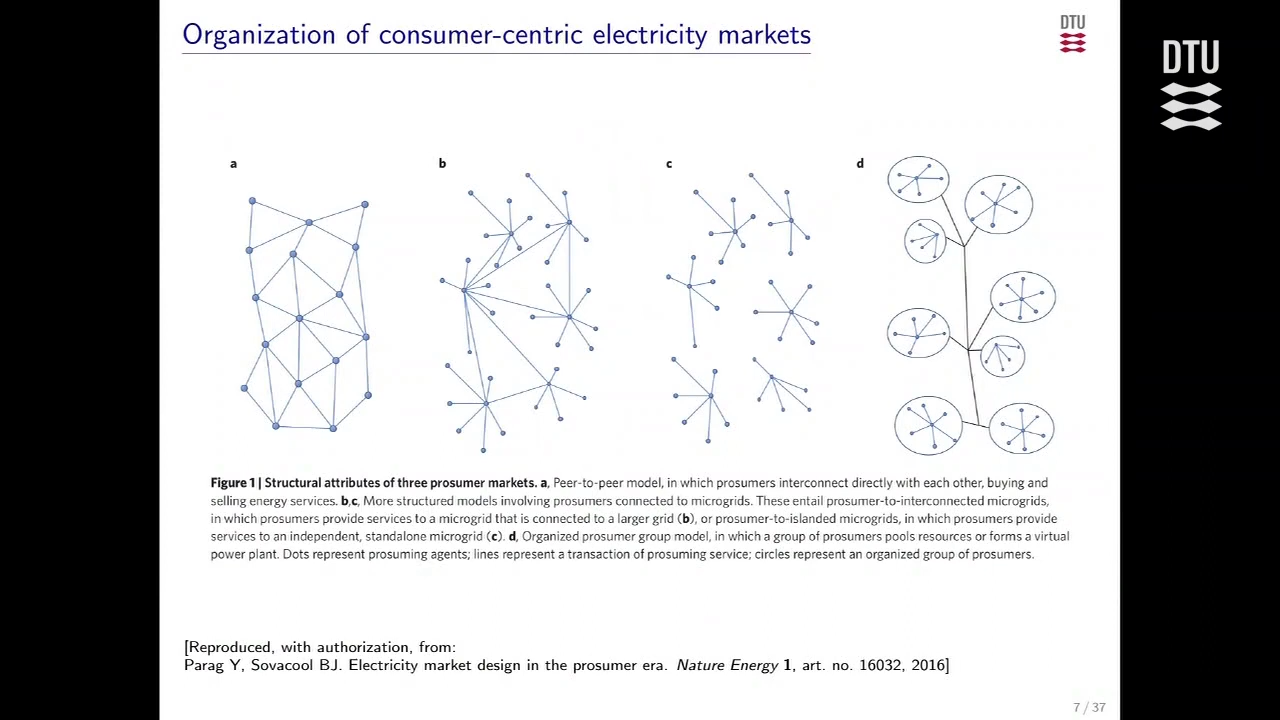 Organization of consumer-centric electricity markets
DTU
DTU
a
b
c
d
Figure 1 | Structural attributes of three prosumer markets. a, Peer-to-peer model, in which prosumers interconnect directly with each other, buying and
selling energy services. b,c, More structured models involving prosumers connected to microgrids. These entail prosumer-to-interconnected microgrids,
in which prosumers provide services to a microgrid that is connected to a larger grid (b), or prosumer-to-islanded microgrids, in which prosumers provide
services to an independent, standalone microgrid (c). d, Organized prosumer group model, in which a group of prosumers pools resources or forms a virtual
power plant. Dots represent prosuming agents; lines represent a transaction of prosuming service; circles represent an organized group of prosumers.
[Reproduced, with authorization, from:
Parag Y, Sovacool BJ. Electricity market design in the prosumer era. Nature Energy 1, art. no. 16032, 2016]
7 / 37